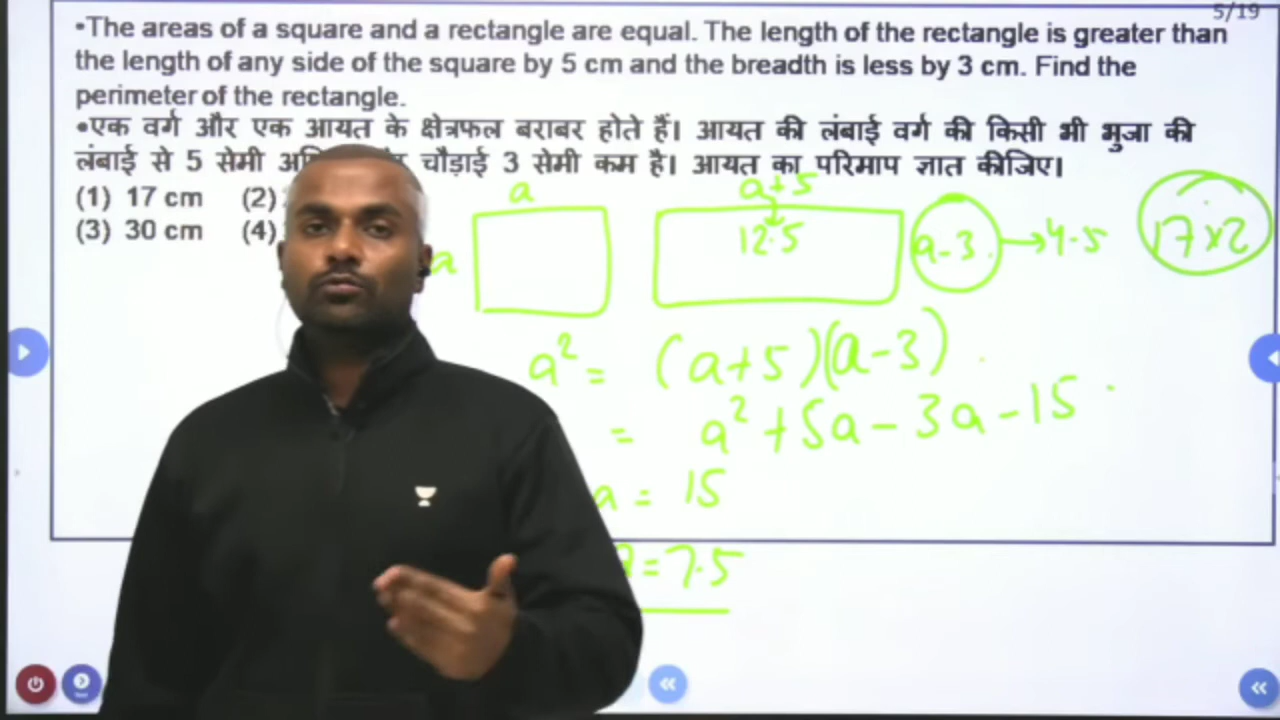 5/19
•The areas of a square and a rectangle are equal. The length of the rectangle is greater than
the length of any side of the square by 5 cm and the breadth is less by 3 cm. Find the
perimeter of the rectangle.
•एक वर्ग और एक आयत के क्षेत्रफल बराबर होते हैं। आयत की लंबाई वर्ग की किसी भी भुजा की
लंबाई से 5 सेमी चौड़ाई 3 सेमी कम है। आयत का परिमाप ज्ञात कीजिए।
(1) 17 cm (2)
(3) 30 cm (4)
a
a
a+5
12.5
a-3 → 4.5
17×2
a² = (a+5)(a-3)
= a² + 5a - 3a - 15
a = 15
= 7.5